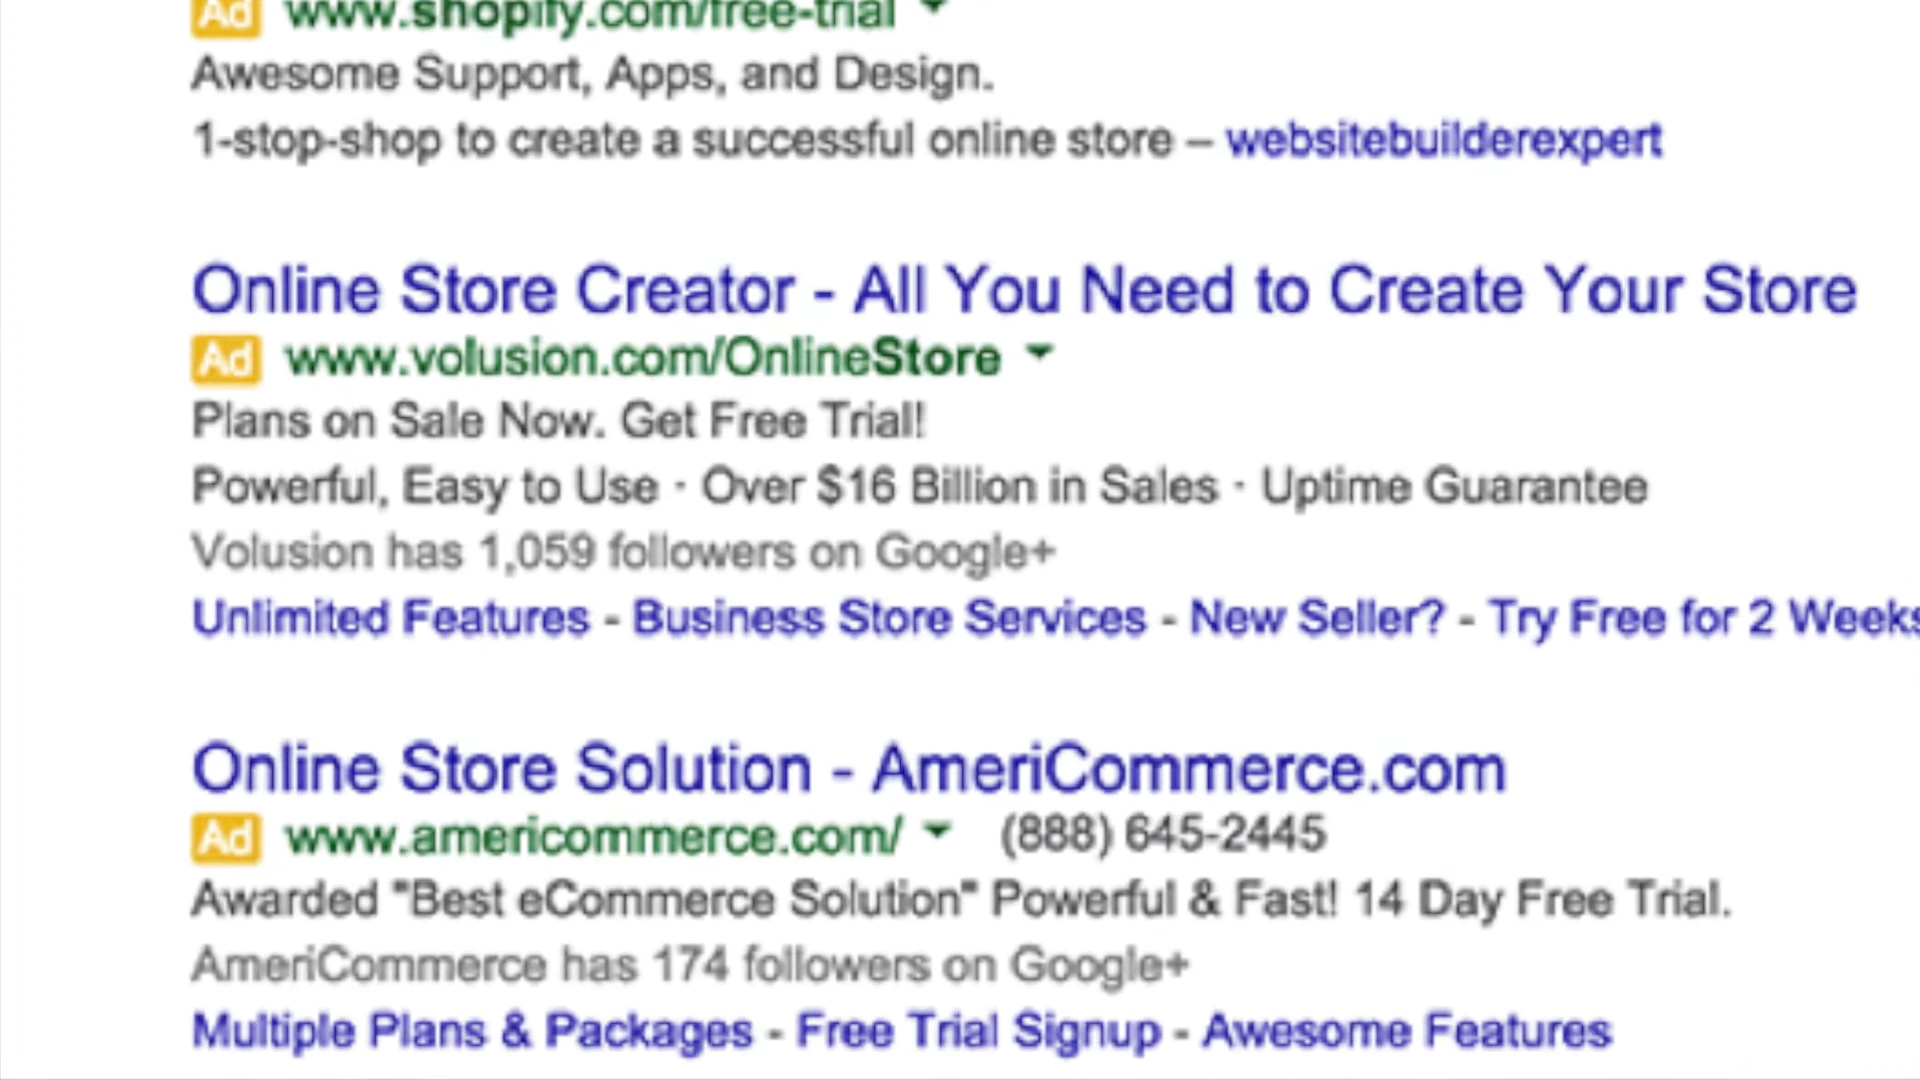 Ad www.shopify.com/free-trial
Awesome Support, Apps, and Design.
1-stop-shop to create a successful online store – websitebuilderexpert
Online Store Creator - All You Need to Create Your Store
Ad www.volusion.com/OnlineStore
Plans on Sale Now. Get Free Trial!
Powerful, Easy to Use · Over $16 Billion in Sales · Uptime Guarantee
Volusion has 1,059 followers on Google+
Unlimited Features - Business Store Services - New Seller? - Try Free for 2 Weeks
Online Store Solution - AmeriCommerce.com
Ad www.americommerce.com/ (888) 645-2445
Awarded "Best eCommerce Solution" Powerful & Fast! 14 Day Free Trial.
AmeriCommerce has 174 followers on Google+
Multiple Plans & Packages - Free Trial Signup - Awesome Features